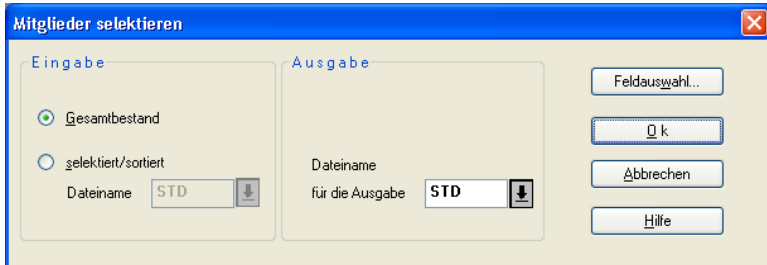 Mitglieder selektieren
Eingabe
Gesamtbestand
selektiert/sortiert
Dateiname STD
Ausgabe
Dateiname
für die Ausgabe STD
Feldauswahl...
Ok
Abbrechen
Hilfe